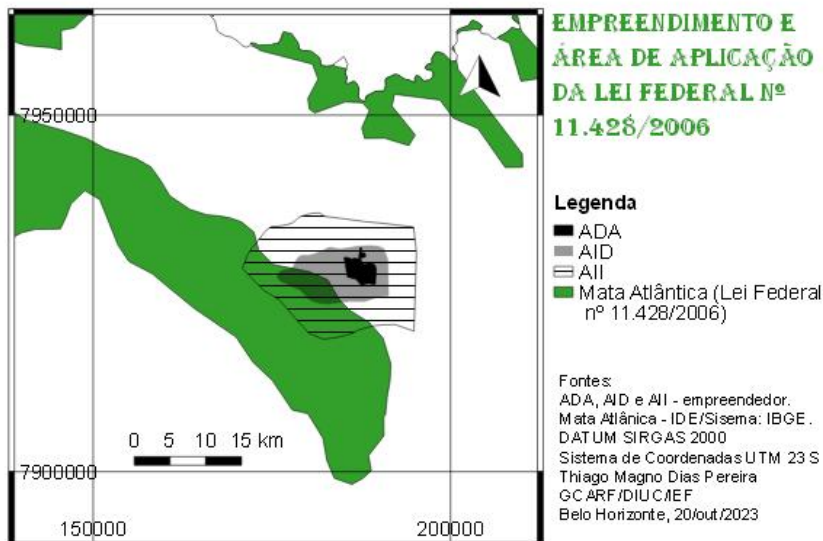 EMPREENDIMENTO E
ÁREA DE APLICAÇÃO
DA LEI FEDERAL Nº
11.428/2006
7950000
7900000
150000
200000
0 5 10 15 km
Legenda
ADA
AID
AII
Mata Atlântica (Lei Federal
nº 11.428/2006)
Fontes:
ADA, AID e AII - empreendedor.
Mata Atlânica - IDE/Sisema: IBGE.
DATUM SIRGAS 2000
Sistema de Coordenadas UTM 23 S
Thiago Magno Dias Pereira
GCARF/DIUC/IEF
Belo Horizonte, 20/out/2023